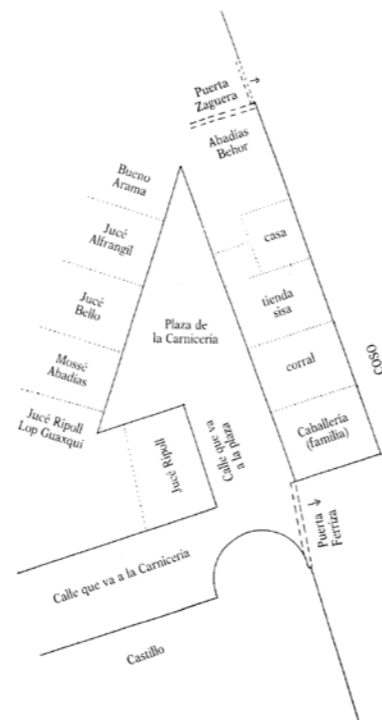 Puerta
Zaguera
Abadías
Behor
Bueno
Arama
Jucé
Alfrangil
casa
Jucé
Bello
tienda
sisa
Plaza de
la Carnicería
Mossé
Abadías
corral
COSO
Jucé Ripoll
Lop Guaxqui
Jucé Ripoll
Calle que va
a la plaza
Caballería
(familia)
Puerta
Ferriza
Calle que va a la Carnicería
Castillo